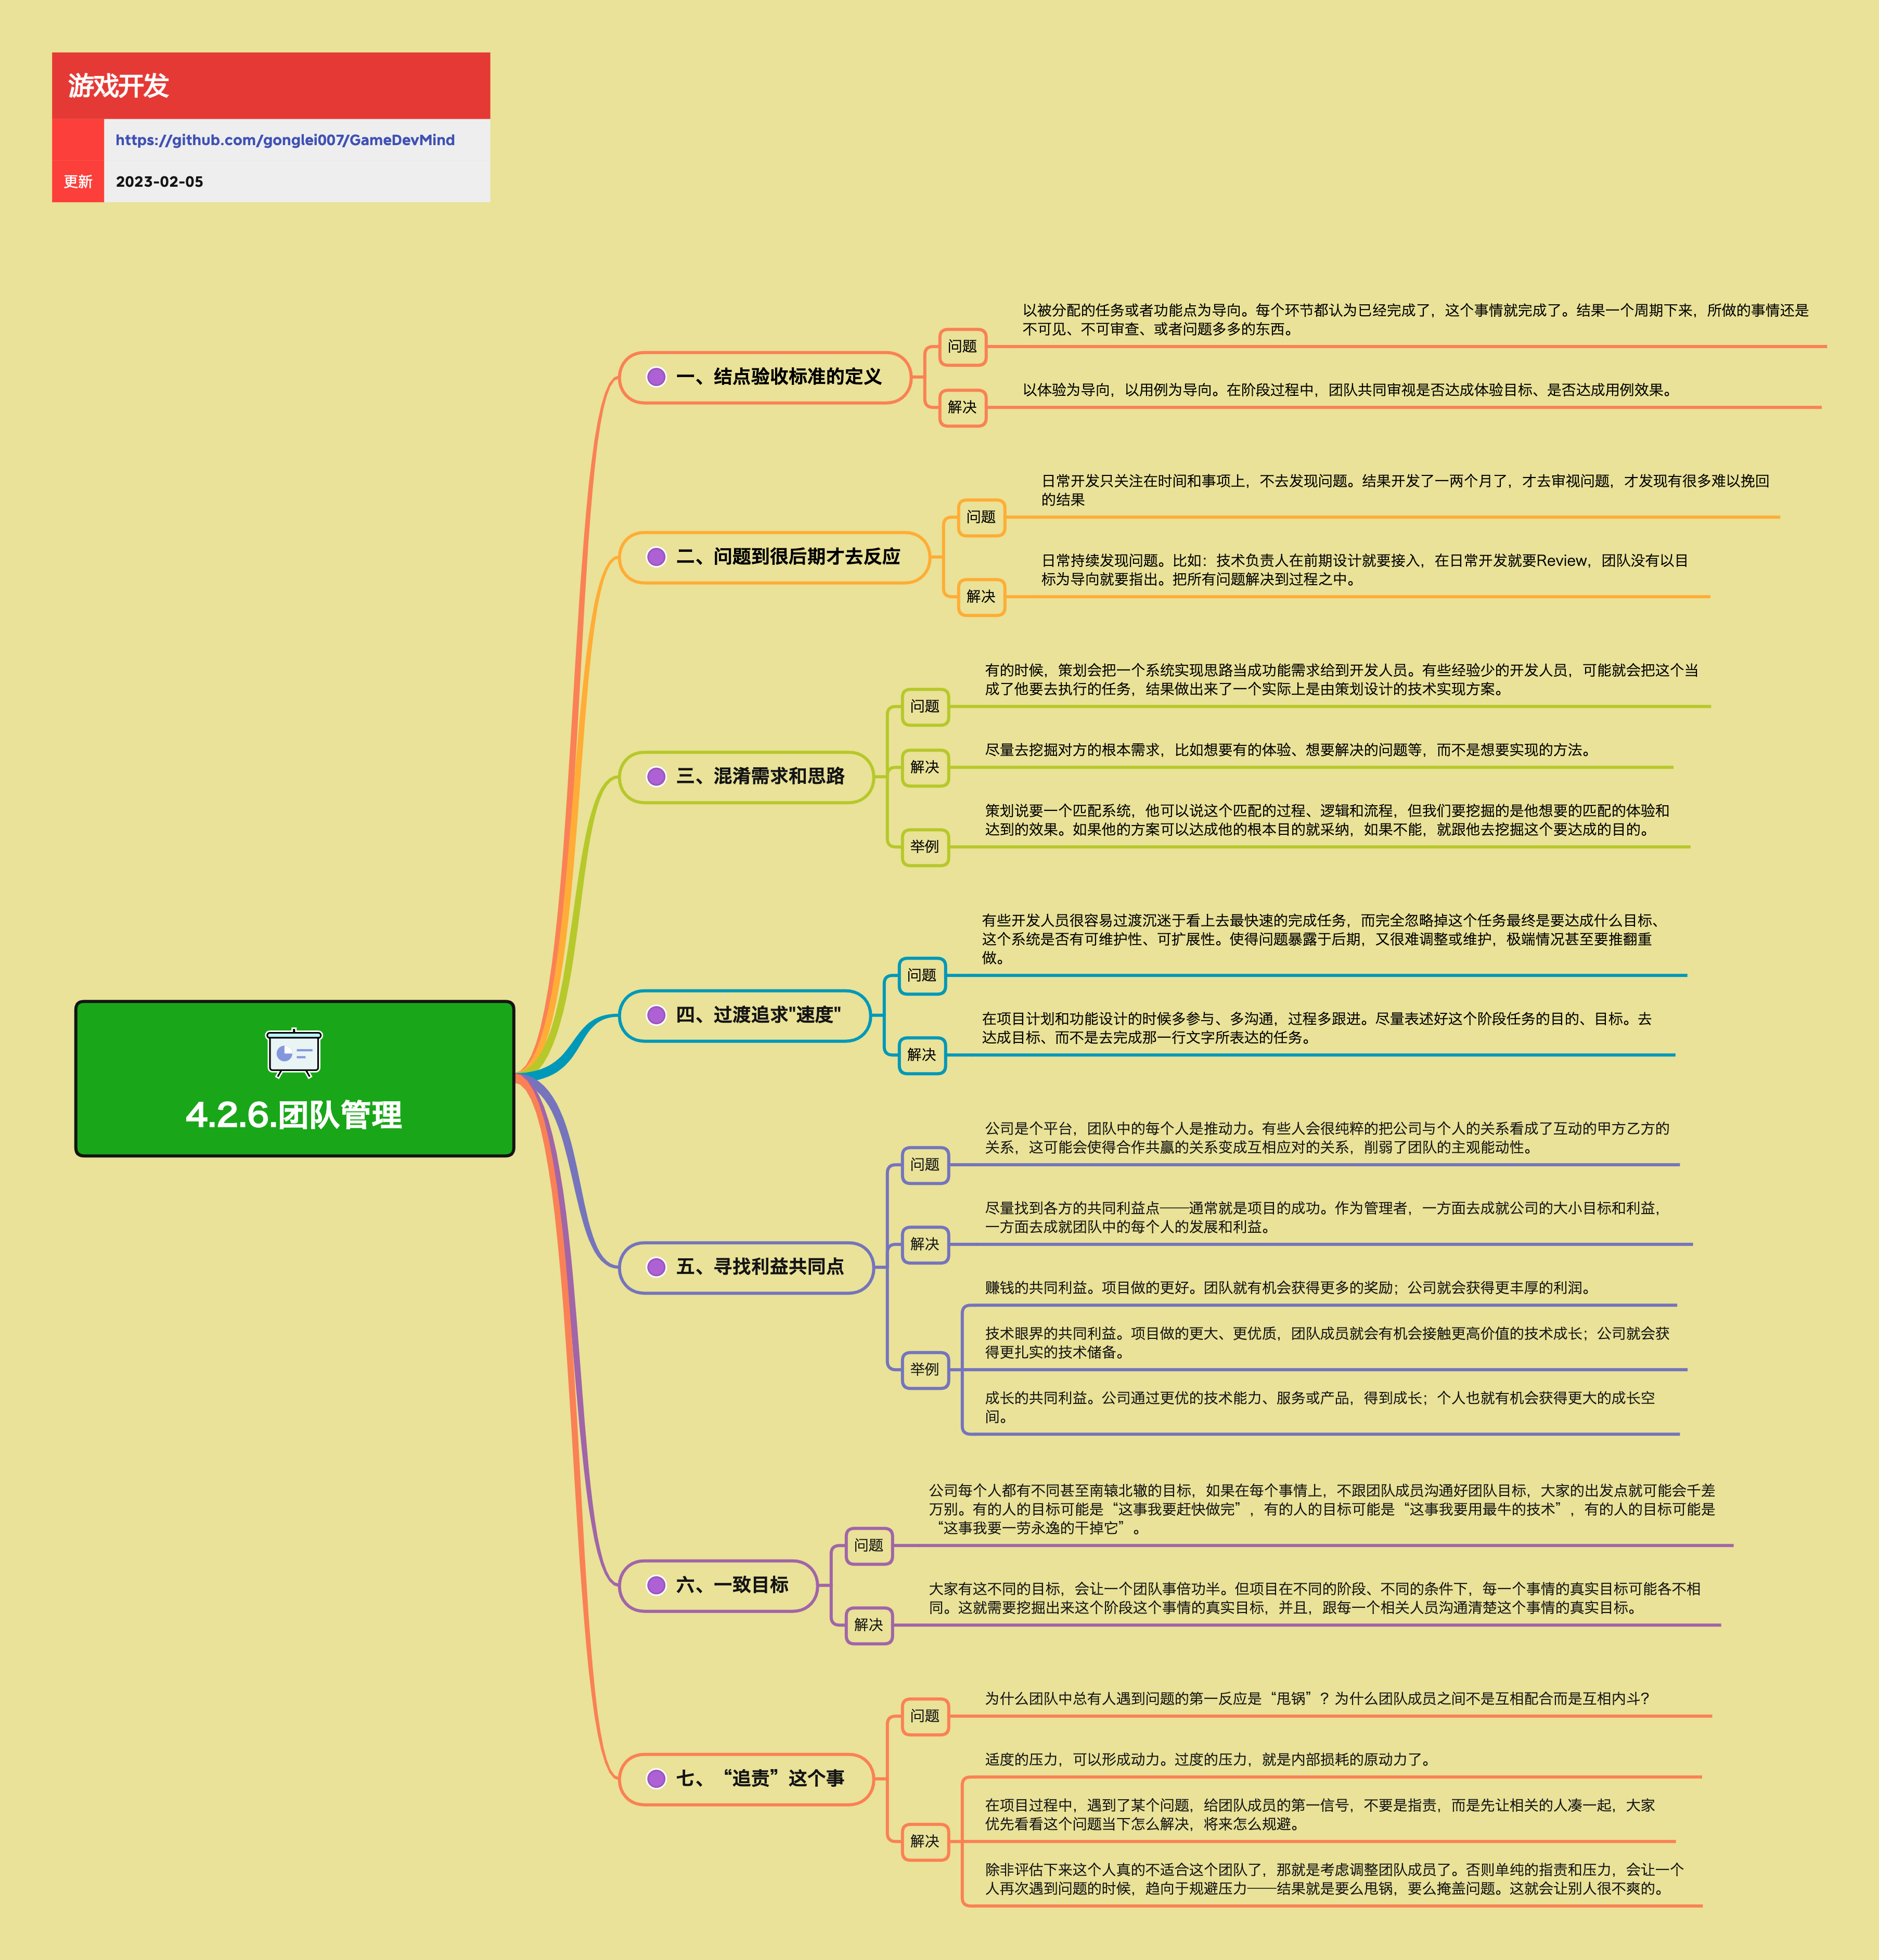 游戏开发
https://github.com/gonglei007/GameDevMind
更新 2023-02-05
4.2.6.团队管理
一、结点验收标准的定义
问题
以被分配的任务或者功能点为导向。每个环节都认为已经完成了，这个事情就完成了。结果一个周期下来，所做的事情还是
不可见、不可审查、或者问题多多的东西。
解决
以体验为导向，以用例为导向。在阶段过程中，团队共同审视是否达成体验目标、是否达成用例效果。
二、问题到很后期才去反应
问题
日常开发只关注在时间和事项上，不去发现问题。结果开发了一两个月了，才去审视问题，才发现有很多难以挽回
的结果
解决
日常持续发现问题。比如：技术负责人在前期设计就要接入，在日常开发就要Review，团队没有以目
标为导向就要指出。把所有问题解决到过程之中。
三、混淆需求和思路
问题
有的时候，策划会把一个系统实现思路当成功能需求给到开发人员。有些经验少的开发人员，可能就会把这个当
成了他要去执行的任务，结果做出来了一个实际上是由策划设计的技术实现方案。
解决
尽量去挖掘对方的根本需求，比如想要有的体验、想要解决的问题等，而不是想要实现的方法。
举例
策划说要一个匹配系统，他可以说这个匹配的过程、逻辑和流程，但我们要挖掘的是他想要的匹配的体验和
达到的效果。如果他的方案可以达成他的根本目的就采纳，如果不能，就跟他去挖掘这个要达成的目的。
四、过渡追求"速度"
问题
有些开发人员很容易过渡沉迷于看上去最快速的完成任务，而完全忽略掉这个任务最终是要达成什么目标、
这个系统是否有可维护性、可扩展性。使得问题暴露于后期，又很难调整或维护，极端情况甚至要推翻重
做。
解决
在项目计划和功能设计的时候多参与、多沟通，过程多跟进。尽量表述好这个阶段任务的目的、目标。去
达成目标、而不是去完成那一行文字所表达的任务。
五、寻找利益共同点
问题
公司是个平台，团队中的每个人是推动力。有些人会很纯粹的把公司与个人的关系看成了互动的甲方乙方的
关系，这可能会使得合作共赢的关系变成互相应对的关系，削弱了团队的主观能动性。
解决
尽量找到各方的共同利益点——通常就是项目的成功。作为管理者，一方面去成就公司的大小目标和利益，
一方面去成就团队中的每个人的发展和利益。
举例
赚钱的共同利益。项目做的更好。团队就有机会获得更多的奖励；公司就会获得更丰厚的利润。
技术眼界的共同利益。项目做的更大、更优质，团队成员就会有机会接触更高价值的技术成长；公司就会获
得更扎实的技术储备。
成长的共同利益。公司通过更优的技术能力、服务或产品，得到成长；个人也就有机会获得更大的成长空
间。
六、一致目标
问题
公司每个人都有不同甚至南辕北辙的目标，如果在每个事情上，不跟团队成员沟通好团队目标，大家的出发点就可能会千差
万别。有的人的目标可能是“这事我要赶快做完”，有的人的目标可能是“这事我要用最牛的技术”，有的人的目标可能是
“这事我要一劳永逸的干掉它”。
解决
大家有这不同的目标，会让一个团队事倍功半。但项目在不同的阶段、不同的条件下，每一个事情的真实目标可能各不相
同。这就需要挖掘出来这个阶段这个事情的真实目标，并且，跟每一个相关人员沟通清楚这个事情的真实目标。
七、“追责”这个事
问题
为什么团队中总有人遇到问题的第一反应是“甩锅”？为什么团队成员之间不是互相配合而是互相内斗？
解决
适度的压力，可以形成动力。过度的压力，就是内部损耗的原动力了。
在项目过程中，遇到了某个问题，给团队成员的第一信号，不要是指责，而是先让相关的人凑一起，大家
优先看看这个问题当下怎么解决，将来怎么规避。
除非评估下来这个人真的不适合这个团队了，那就是考虑调整团队成员了。否则单纯的指责和压力，会让一个
人再次遇到问题的时候，趋向于规避压力——结果就是要么甩锅，要么掩盖问题。这就会让别人很不爽的。